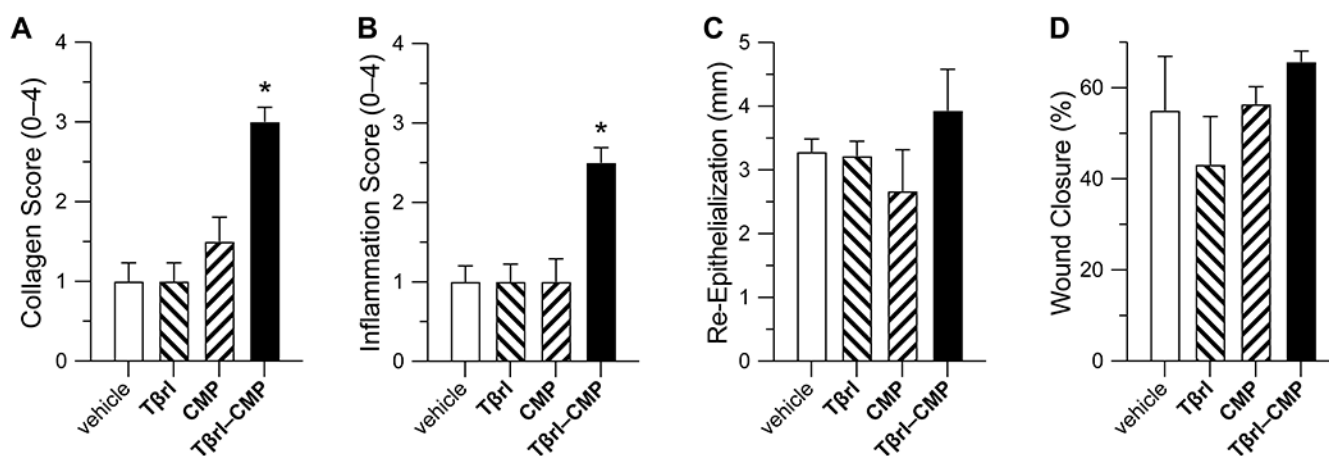 A
Collagen Score (0–4)
4
3
2
1
0
*
vehicle
TβrI
CMP
TβrI–CMP
B
Inflammation Score (0–4)
4
3
2
1
0
*
vehicle
TβrI
CMP
TβrI–CMP
C
Re-Epithelialization (mm)
5
4
3
2
1
0
vehicle
TβrI
CMP
TβrI–CMP
D
Wound Closure (%)
60
40
20
0
vehicle
TβrI
CMP
TβrI–CMP